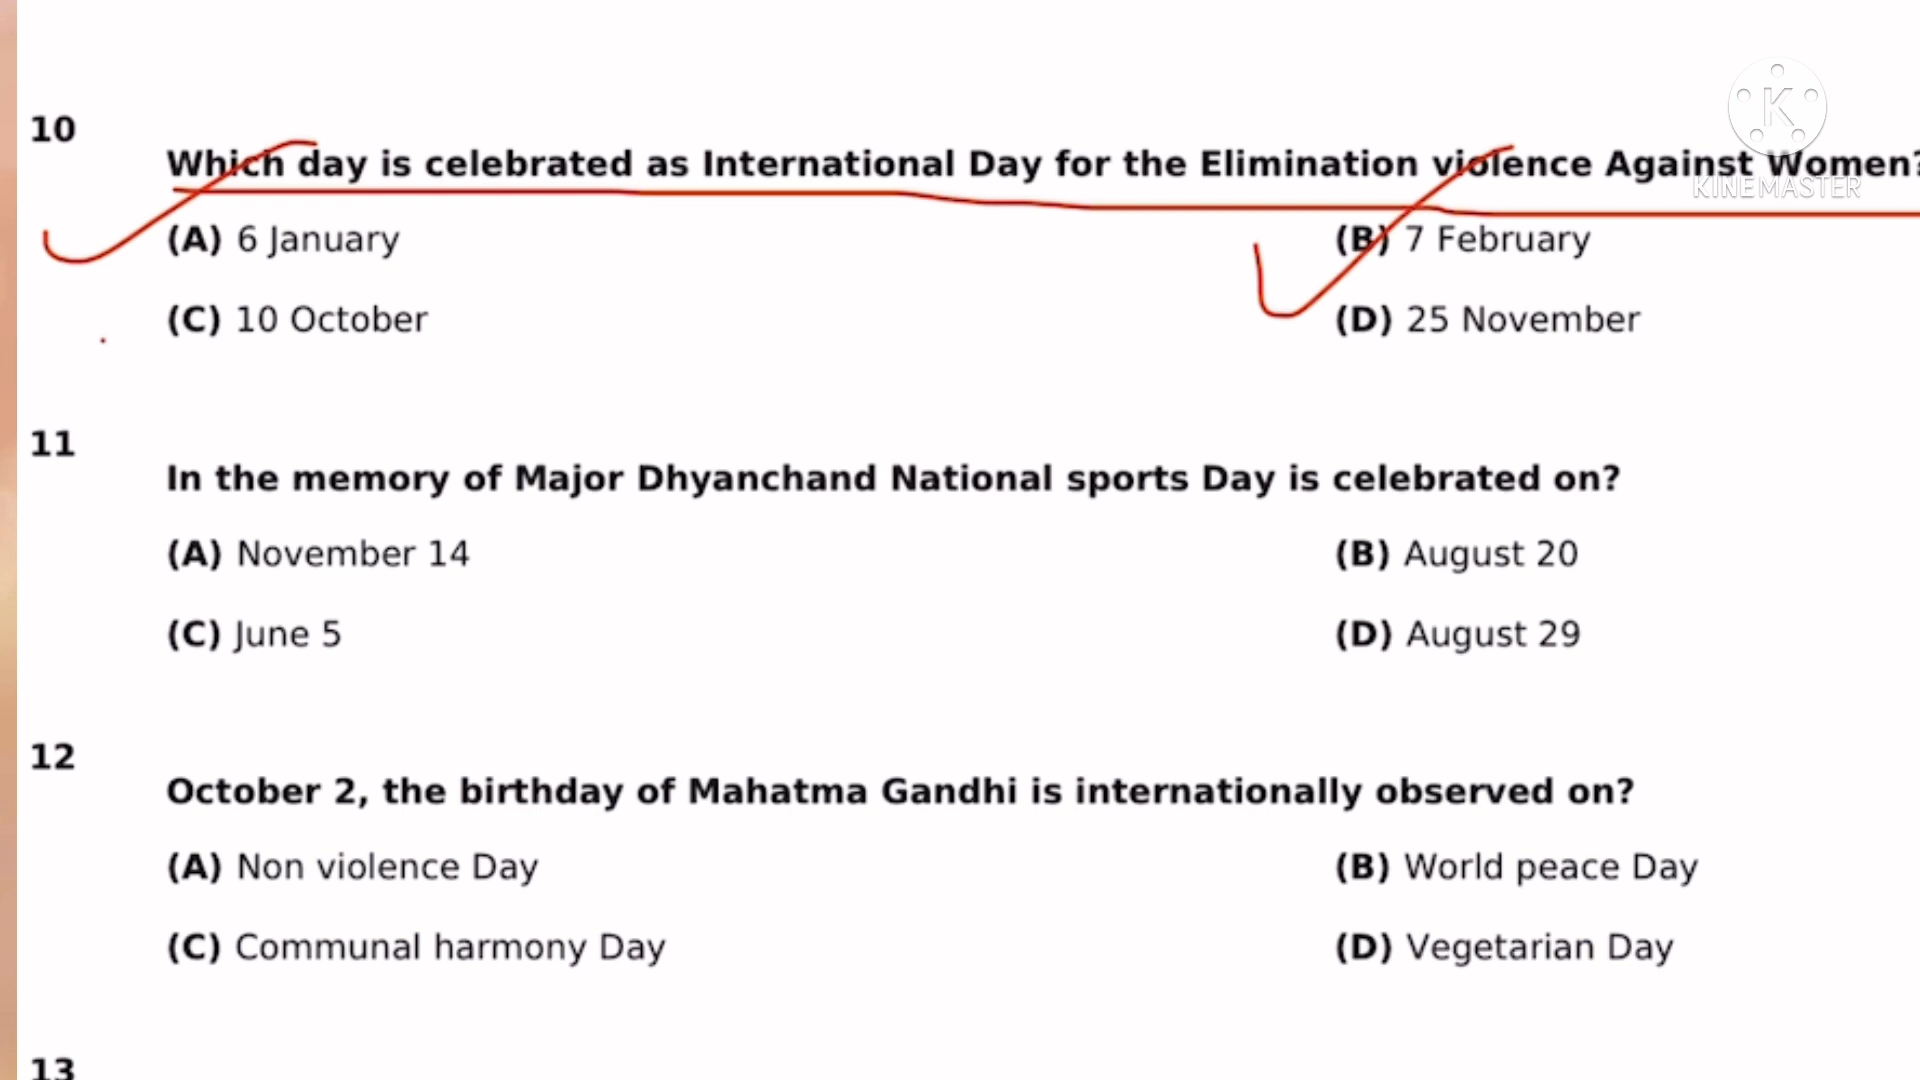 10
Which day is celebrated as International Day for the Elimination violence Against Women?
(A) 6 January (B) 7 February
(C) 10 October (D) 25 November
11
In the memory of Major Dhyanchand National sports Day is celebrated on?
(A) November 14 (B) August 20
(C) June 5 (D) August 29
12
October 2, the birthday of Mahatma Gandhi is internationally observed on?
(A) Non violence Day (B) World peace Day
(C) Communal harmony Day (D) Vegetarian Day
13
K
KINEMASTER